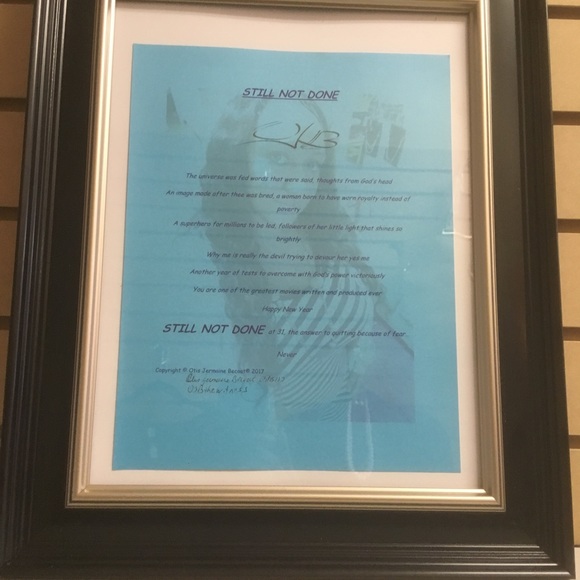 STILL NOT DONE
The universe was fed words that were said, thoughts from God's head
An image made after thee was bred, a woman born to have worn royalty instead of
poverty
A superhero for millions to be led, followers of her little light that shines so
brightly
Why me is really the devil trying to devour her yes me
Another year of tests to overcome with God's power victoriously
You are one of the greatest movies written and produced ever
Happy New Year
STILL NOT DONE at 31, the answer to quitting because of fear
Never
Copyright © Otis Jermaine